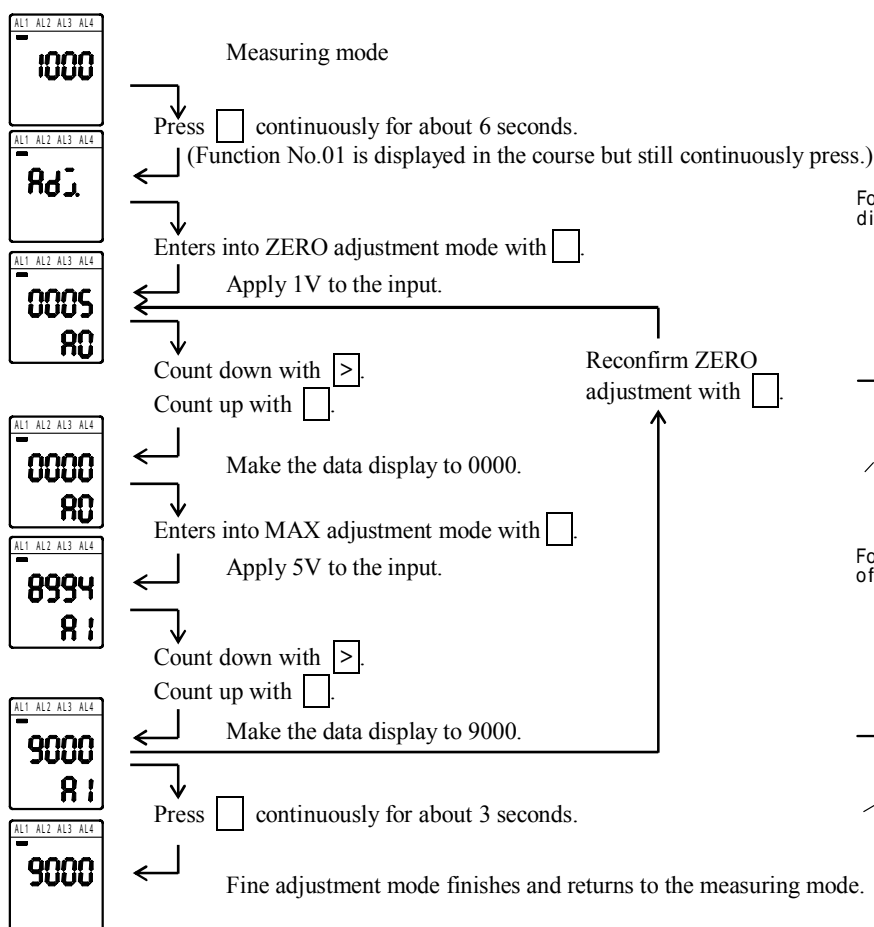 AL1 AL2 AL3 AL4
1000
Measuring mode
Press continuously for about 6 seconds.
(Function No.01 is displayed in the course but still continuously press.)
AL1 AL2 AL3 AL4
Adj.
Fo
di
Enters into ZERO adjustment mode with .
Apply 1V to the input.
AL1 AL2 AL3 AL4
0005
A0
Count down with >.
Count up with .
Reconfirm ZERO
adjustment with .
AL1 AL2 AL3 AL4
0000
A0
Make the data display to 0000.
Enters into MAX adjustment mode with .
Apply 5V to the input.
Fo
of
AL1 AL2 AL3 AL4
8994
A1
Count down with >.
Count up with .
AL1 AL2 AL3 AL4
9000
A1
Make the data display to 9000.
Press continuously for about 3 seconds.
AL1 AL2 AL3 AL4
9000
Fine adjustment mode finishes and returns to the measuring mode.